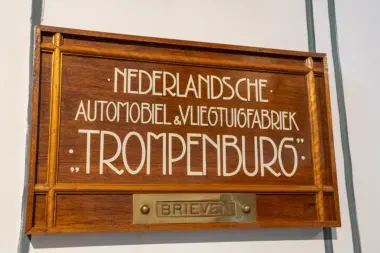 · NEDERLANDSCHE ·
AUTOMOBIEL & VLIEGTUIGFABRIEK
· „TROMPENBURG” ·
BRIEVEN